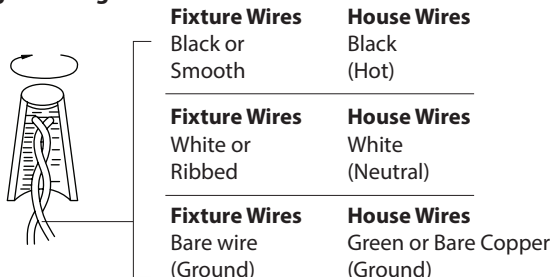 Fixture Wires House Wires
Black or Black
Smooth (Hot)
Fixture Wires House Wires
White or White
Ribbed (Neutral)
Fixture Wires House Wires
Bare wire Green or Bare Copper
(Ground) (Ground)